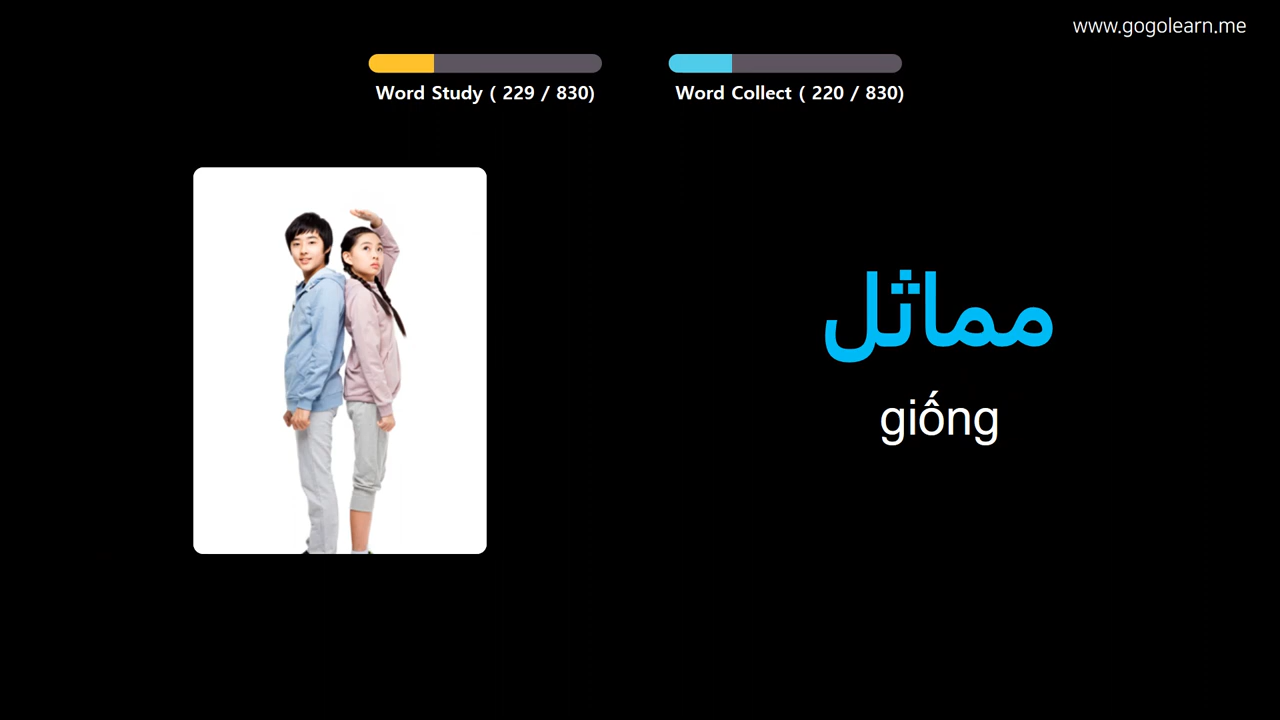 www.gogolearn.me
Word Study ( 229 / 830)
Word Collect ( 220 / 830)
مماثل
giống